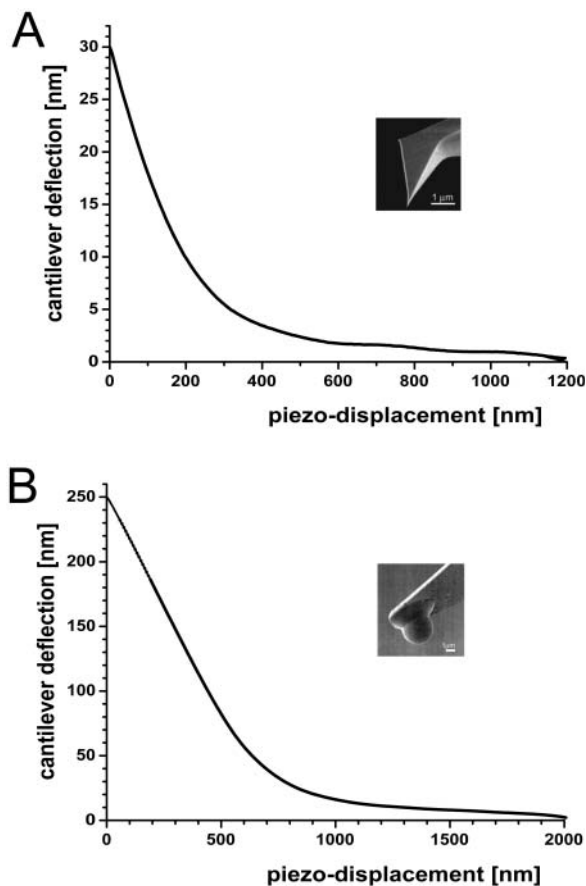 A
cantilever deflection [nm]
30
25
20
15
10
5
0
1 µm
0 200 400 600 800 1000 1200
piezo-displacement [nm]
B
cantilever deflection [nm]
250
200
150
100
50
0
1µm
0 500 1000 1500 2000
piezo-displacement [nm]